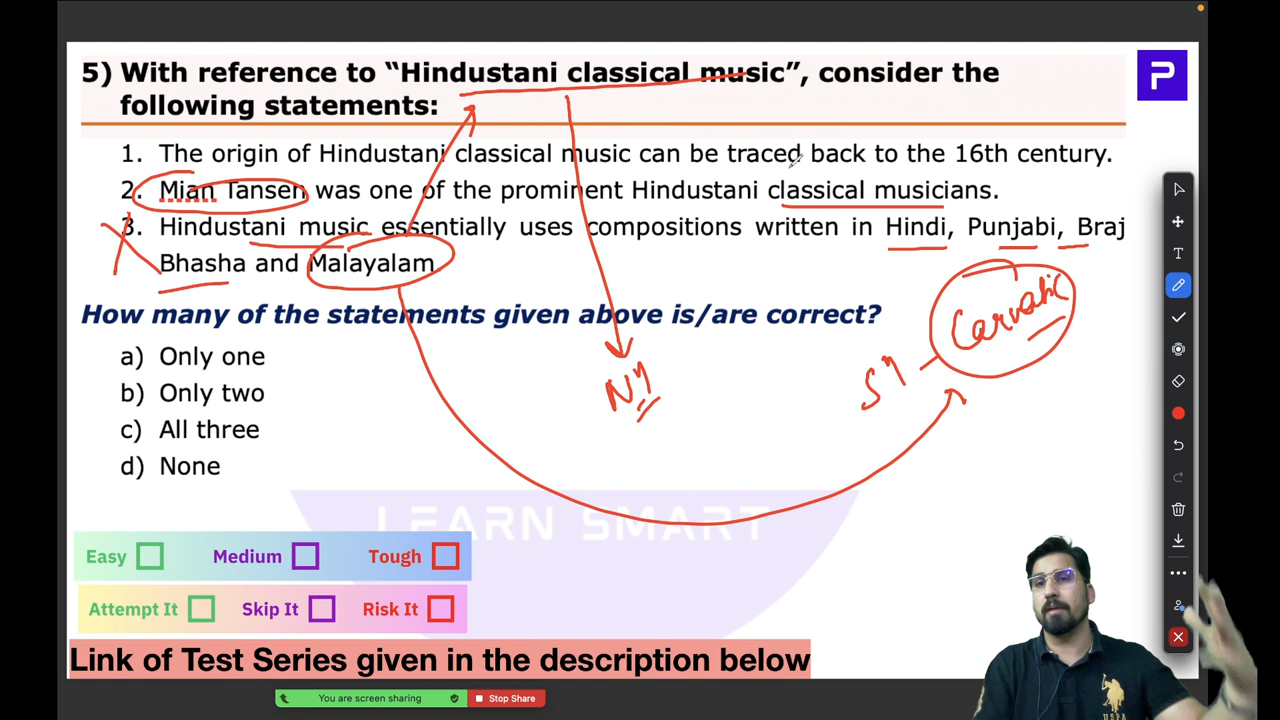 5) With reference to “Hindustani classical music”, consider the
following statements:
1. The origin of Hindustani classical music can be traced back to the 16th century.
2. Mian Tansen was one of the prominent Hindustani classical musicians.
3. Hindustani music essentially uses compositions written in Hindi, Punjabi, Braj
Bhasha and Malayalam.
How many of the statements given above is/are correct?
Carnatic
a) Only one
b) Only two
c) All three
d) None
LEARN SMART
Easy Medium Tough
Attempt It Skip It Risk It
Link of Test Series given in the description below
You are screen sharing Stop Share
USPA